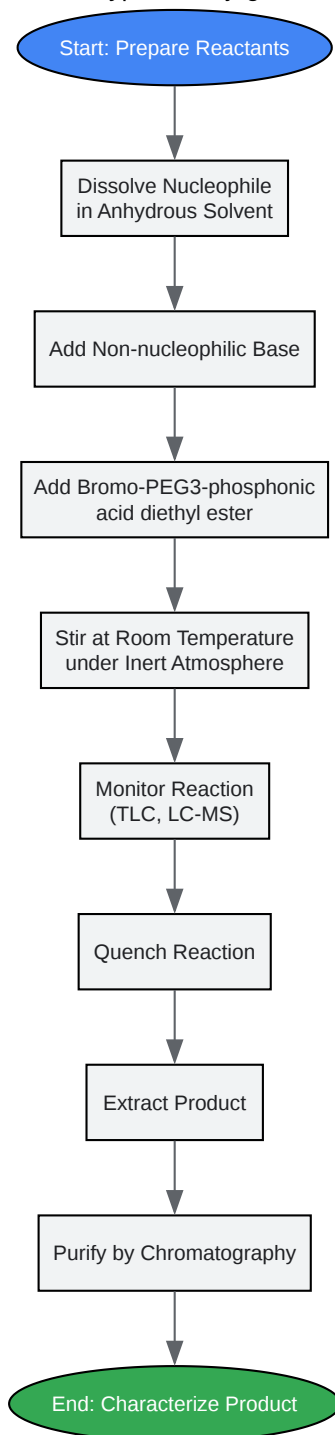 Start: Prepare Reactants
Dissolve Nucleophile
in Anhydrous Solvent
Add Non-nucleophilic Base
Add Bromo-PEG3-phosphonic
acid diethyl ester
Stir at Room Temperature
under Inert Atmosphere
Monitor Reaction
(TLC, LC-MS)
Quench Reaction
Extract Product
Purify by Chromatography
End: Characterize Product